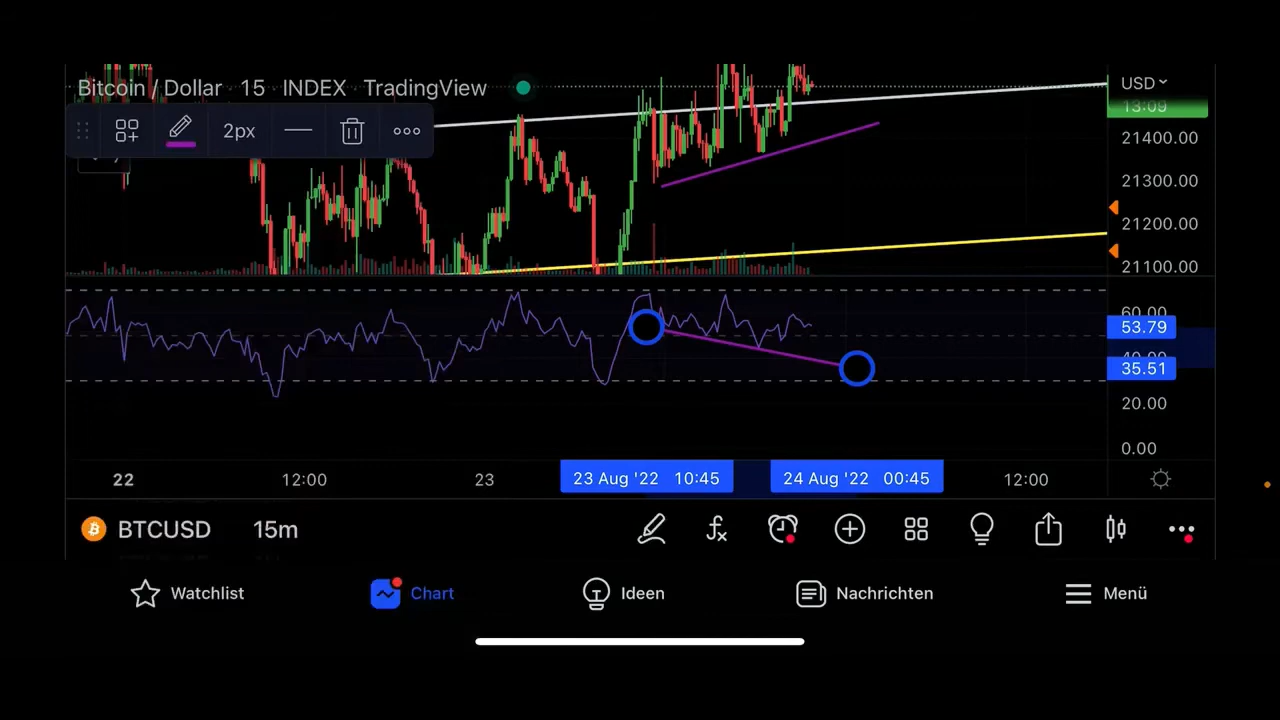 Bitcoin / Dollar · 15 · INDEX · TradingView
USD
13:09
2px
21400.00
21300.00
21200.00
21100.00
60.00
53.79
40.00
35.51
20.00
0.00
22
12:00
23
23 Aug '22 10:45
24 Aug '22 00:45
12:00
BTCUSD
15m
Watchlist
Chart
Ideen
Nachrichten
Menü